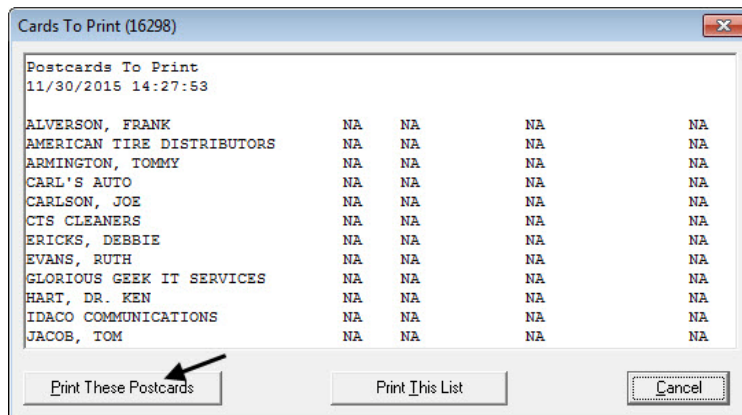 Cards To Print (16298)
Postcards To Print
11/30/2015 14:27:53
ALVERSON, FRANK NA NA NA NA
AMERICAN TIRE DISTRIBUTORS NA NA NA NA
ARMINGTON, TOMMY NA NA NA NA
CARL'S AUTO NA NA NA NA
CARLSON, JOE NA NA NA NA
CTS CLEANERS NA NA NA NA
ERICKS, DEBBIE NA NA NA NA
EVANS, RUTH NA NA NA NA
GLORIOUS GEEK IT SERVICES NA NA NA NA
HART, DR. KEN NA NA NA NA
IDACO COMMUNICATIONS NA NA NA NA
JACOB, TOM NA NA NA NA
Print These Postcards Print This List Cancel